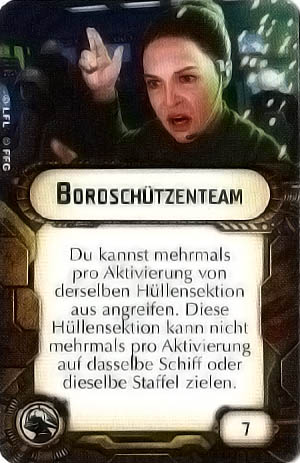 © LFL © FFG
Bordschützenteam
Du kannst mehrmals
pro Aktivierung von
derselben Hüllensektion
aus angreifen. Diese
Hüllensektion kann nicht
mehrmals pro Aktivierung
auf dasselbe Schiff oder
dieselbe Staffel zielen.
7